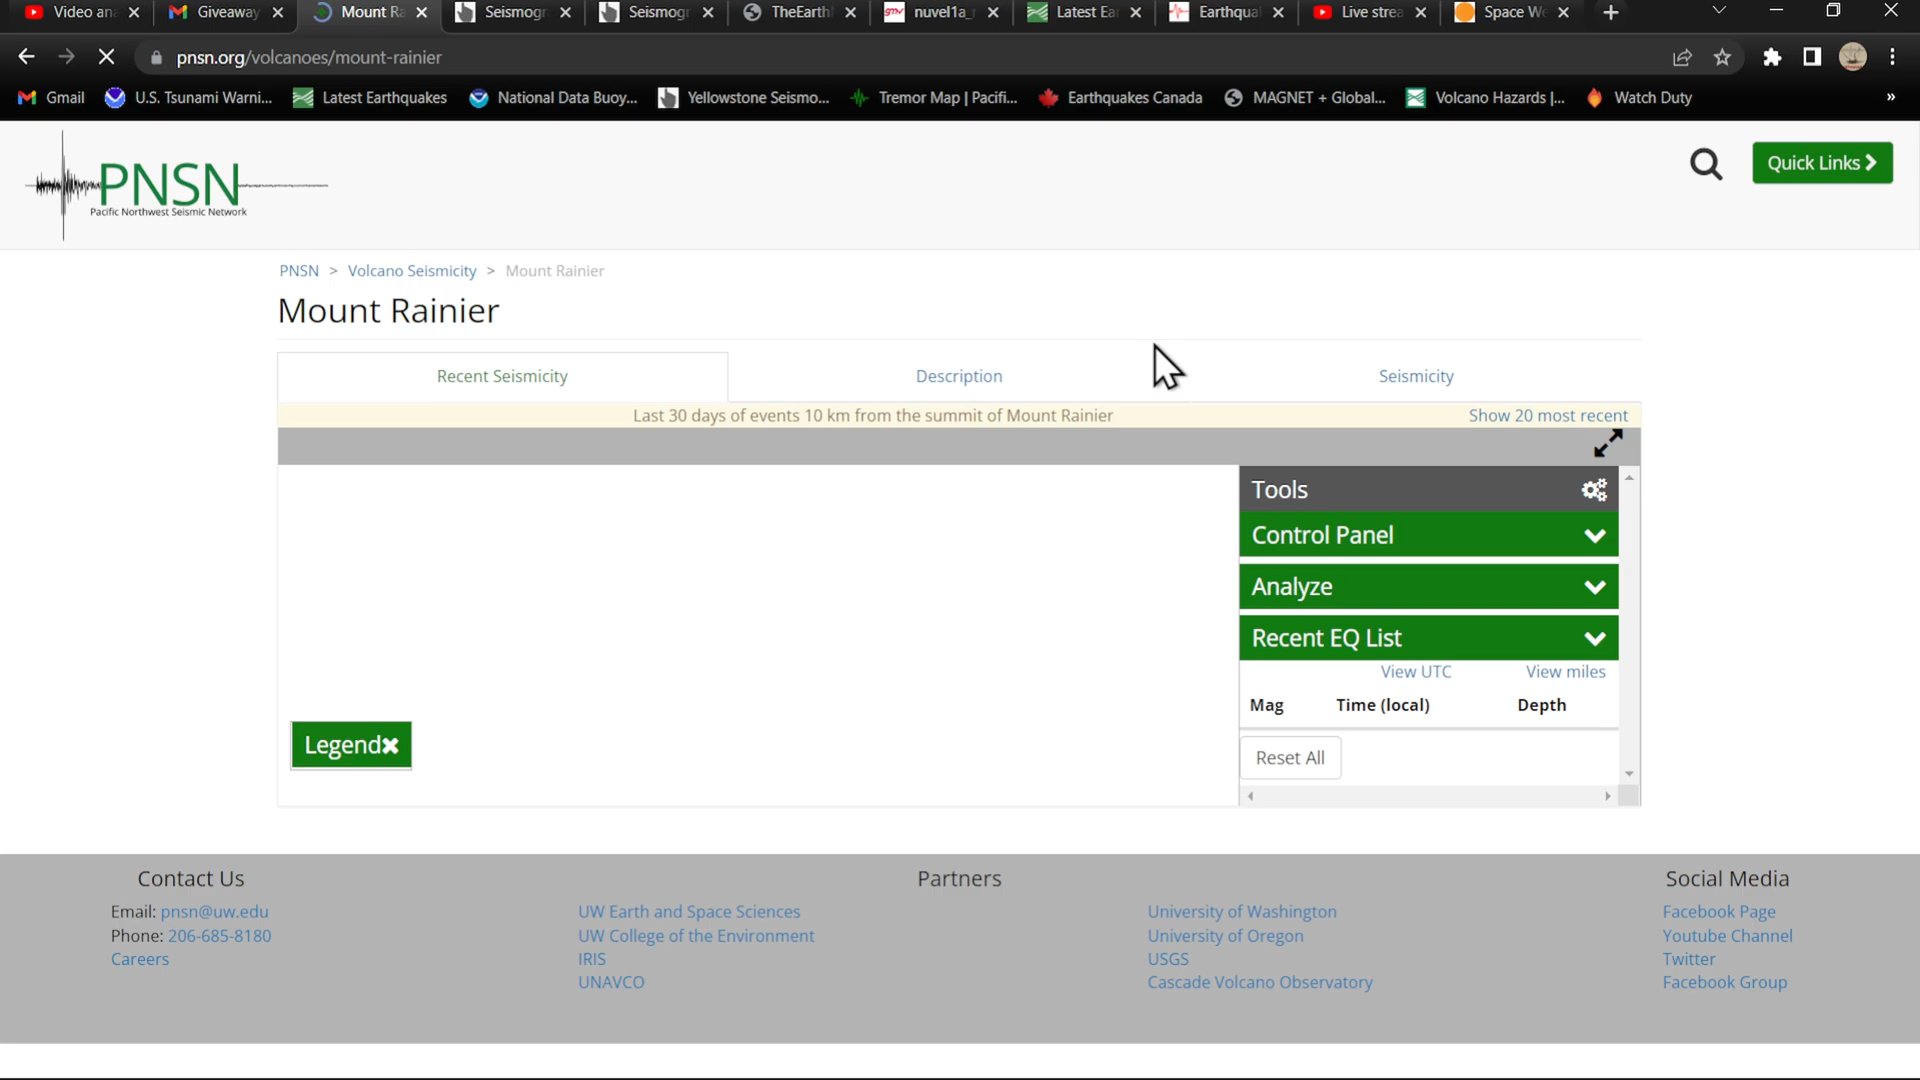 Video ana Giveaway Mount Ra Seismogr Seismogr TheEarth nuvel1a_ Latest Ea Earthqua Live strea Space We
pnsn.org/volcanoes/mount-rainier
Gmail U.S. Tsunami Warni... Latest Earthquakes National Data Buoy... Yellowstone Seismo... Tremor Map | Pacifi... Earthquakes Canada MAGNET + Global... Volcano Hazards |... Watch Duty »
PNSN
Pacific Northwest Seismic Network
Quick Links
PNSN > Volcano Seismicity > Mount Rainier
Mount Rainier
Recent Seismicity Description Seismicity
Last 30 days of events 10 km from the summit of Mount Rainier Show 20 most recent
Tools
Control Panel
Analyze
Recent EQ List
View UTC View miles
Mag Time (local) Depth
Reset All
Legend
Contact Us
Email: pnsn@uw.edu
Phone: 206-685-8180
Careers
Partners
UW Earth and Space Sciences
UW College of the Environment
IRIS
UNAVCO
University of Washington
University of Oregon
USGS
Cascade Volcano Observatory
Social Media
Facebook Page
Youtube Channel
Twitter
Facebook Group